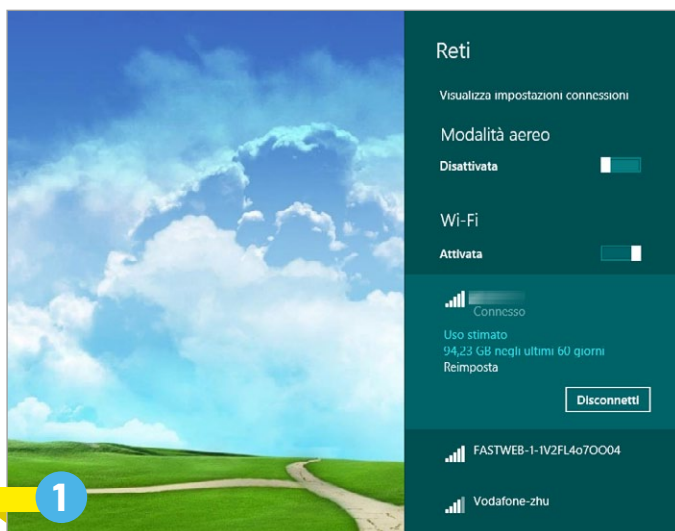 Reti
Visualizza impostazioni connessioni
Modalità aereo
Disattivata
Wi-Fi
Attivata
Connesso
Uso stimato
94,23 GB negli ultimi 60 giorni
Reimposta
Disconnetti
FASTWEB-1-1V2FL4o7OO04
Vodafone-zhu
1